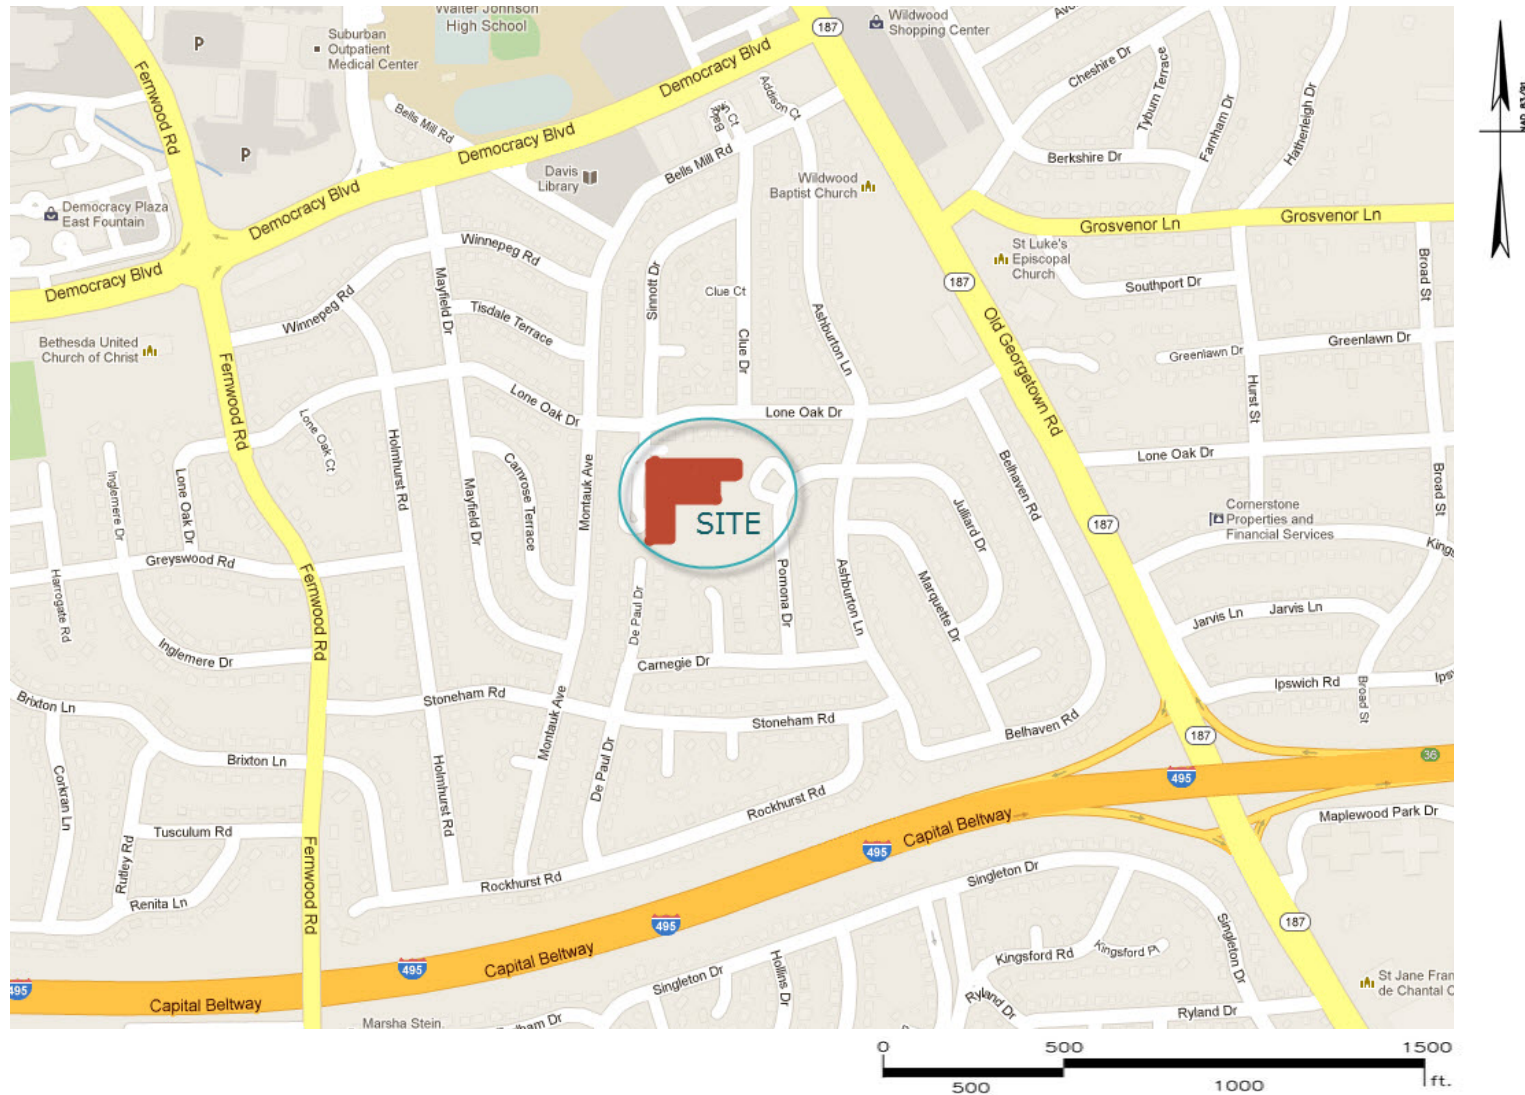 Walter Johnson
High School
187
Wildwood
Shopping Center
Suburban
Outpatient
Medical Center
P
P
Fernwood Rd
Democracy Blvd
Addison Ct
Cheshire Dr
Tyburn Terrace
Farnham Dr
Hatherleigh Dr
Bells Mill Rd
Democracy Blvd
Bells Mill Rd
Berkshire Dr
Davis
Library
Wildwood
Baptist Church
Democracy Plaza
East Fountain
Democracy Blvd
Grosvenor Ln
Grosvenor Ln
Winnepeg Rd
St Luke's
Episcopal
Church
Broad St
Democracy Blvd
Mayfield Dr
Sinnott Dr
Clue Ct
187
Southport Dr
Winnepeg Rd
Tisdale Terrace
Ashburton Ln
Old Georgetown Rd
Bethesda United
Church of Christ
Clue Dr
Greenlawn Dr
Greenlawn Dr
Fernwood Rd
Hurst St
Lone Oak Dr
Lone Oak Dr
Lone Oak Ct
Holmhurst Rd
Lone Oak Dr
Inglemere Dr
Lone Oak Dr
Mayfield Dr
Camrose Terrace
Montauk Ave
Belhaven Rd
Broad St
SITE
Julliard Dr
187
Cornerstone
Properties and
Financial Services
Greyswood Rd
Harrogate Rd
Fernwood Rd
De Paul Dr
Pomona Dr
Ashburton Ln
Marquette Dr
Jarvis Ln
Jarvis Ln
Inglemere Dr
Carnegie Dr
Brixton Ln
Stoneham Rd
Ipswich Rd
Broad St
Montauk Ave
Stoneham Rd
Belhaven Rd
187
Brixton Ln
De Paul Dr
36
495
Corkran Ln
Holmhurst Rd
Rockhurst Rd
Tusculum Rd
Rutley Rd
Fernwood Rd
Capital Beltway
Maplewood Park Dr
495
Rockhurst Rd
Singleton Dr
Renita Ln
495
187
Singleton Dr
Capital Beltway
Kingsford Rd
Kingsford Pl
495
Singleton Dr
Hollins Dr
495
Capital Beltway
Ryland Dr
Ryland Dr
St Jane Fran
de Chantal C
Marsha Stein,
0
500
1500
500
1000
ft.